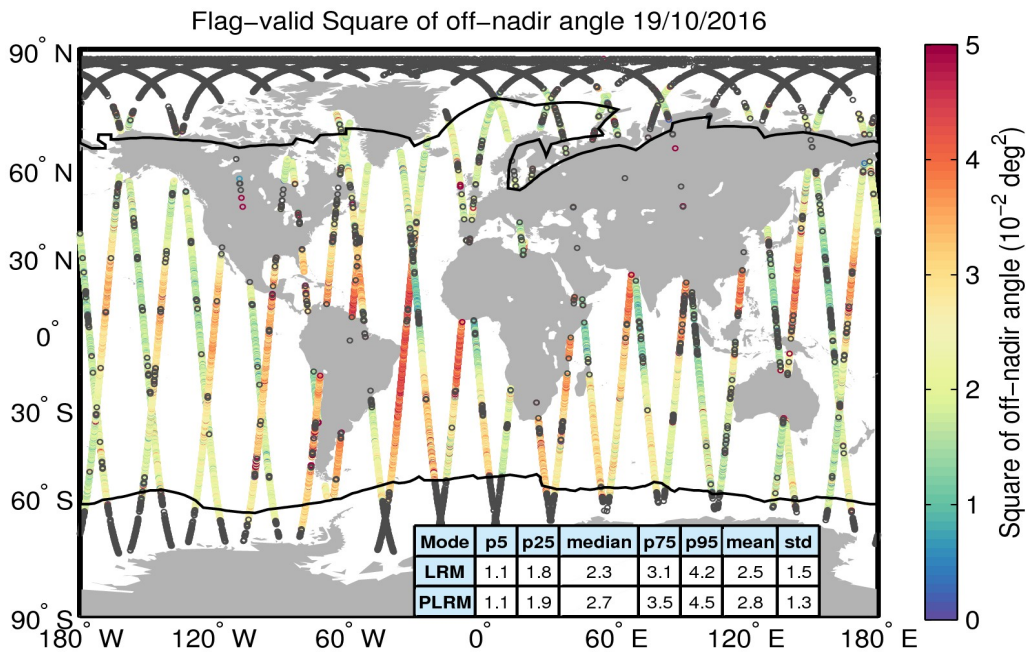 Flag−valid Square of off−nadir angle 19/10/2016
90° N
60° N
30° N
0°
30° S
60° S
90° S
180° W
120° W
60° W
0°
60° E
120° E
180° E
Mode p5 p25 median p75 p95 mean std
LRM 1.1 1.8 2.3 3.1 4.2 2.5 1.5
PLRM 1.1 1.9 2.7 3.5 4.5 2.8 1.3
5
4
3
2
1
0
Square of off−nadir angle (10⁻² deg²)